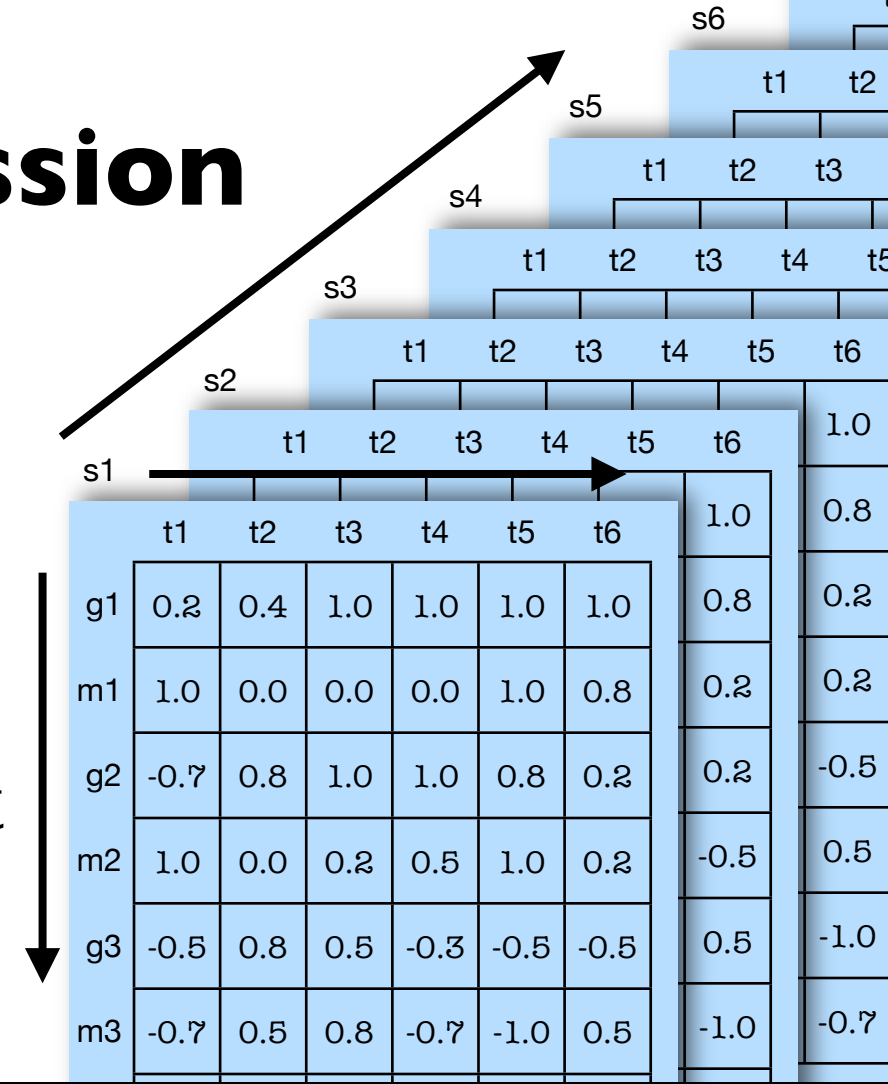 s6
t1 t2
s5
ssion
t1 t2 t3
s4
t1 t2 t3 t4 t5
s3
t1 t2 t3 t4 t5 t6
s2
1.0
t1 t2 t3 t4 t5 t6
s1
1.0 0.8
t1 t2 t3 t4 t5 t6
g1 0.2 0.4 1.0 1.0 1.0 1.0 0.8 0.2
m1 1.0 0.0 0.0 0.0 1.0 0.8 0.2 0.2
g2 -0.7 0.8 1.0 1.0 0.8 0.2 0.2 -0.5
m2 1.0 0.0 0.2 0.5 1.0 0.2 -0.5 0.5
g3 -0.5 0.8 0.5 -0.3 -0.5 -0.5 0.5 -1.0
m3 -0.7 0.5 0.8 -0.7 -1.0 0.5 -1.0 -0.7